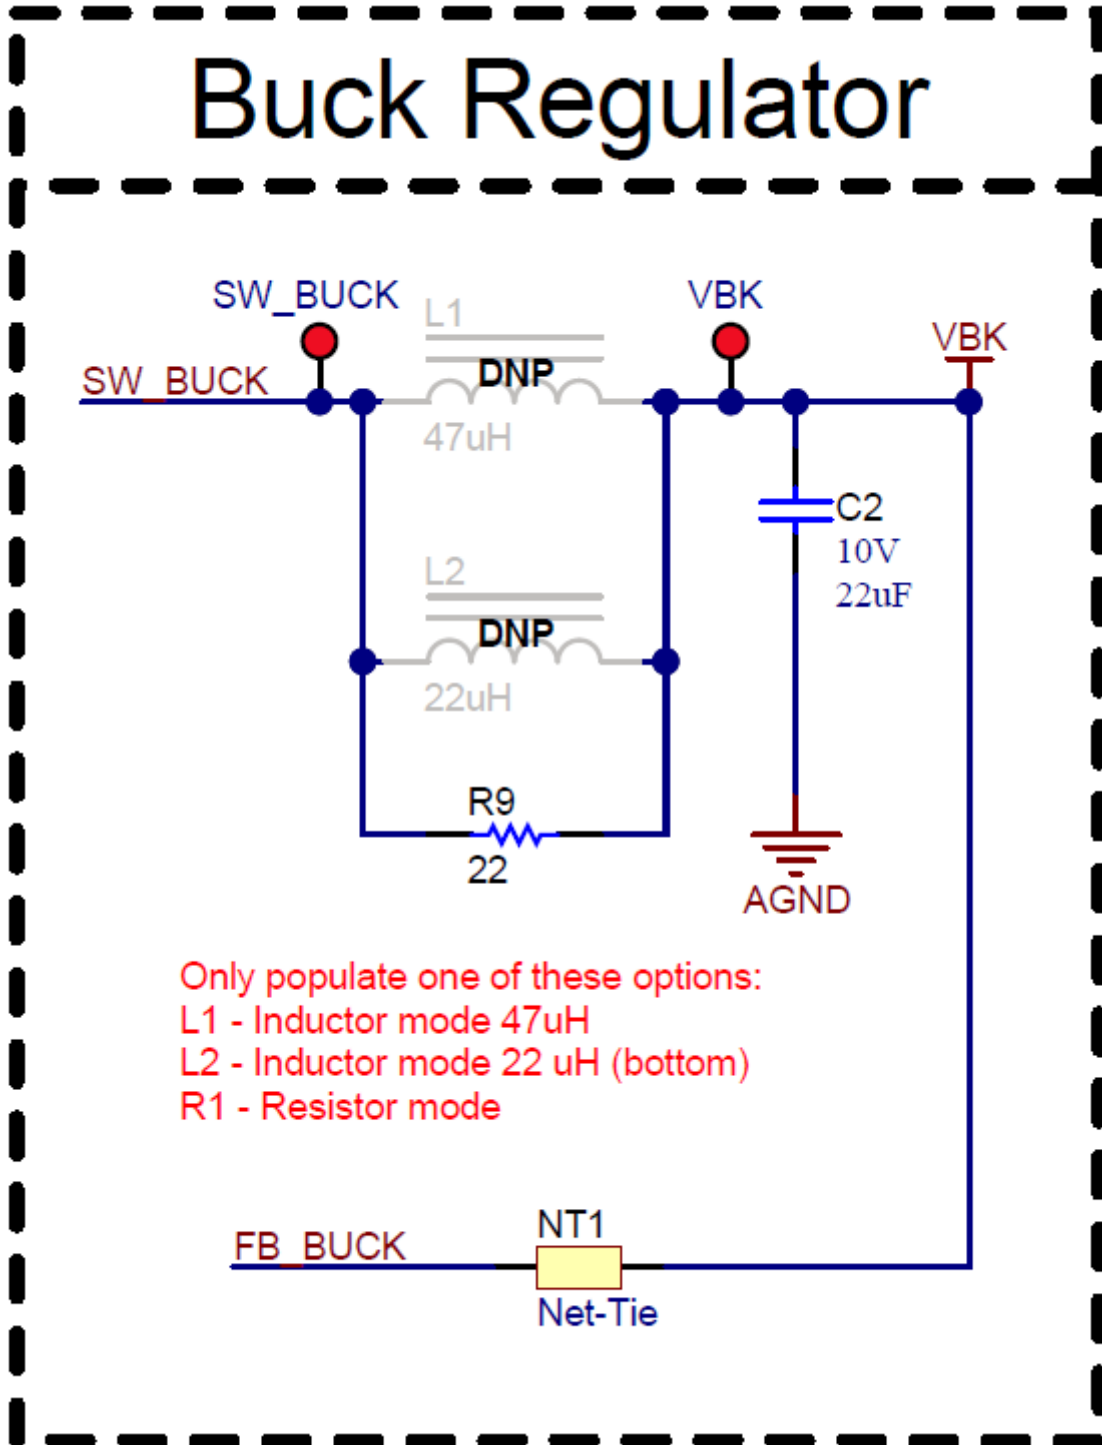 Buck Regulator
SW_BUCK
L1
VBK
VBK
SW_BUCK
DNP
47uH
C2
10V
22uF
L2
DNP
22uH
R9
22
AGND
Only populate one of these options:
L1 - Inductor mode 47uH
L2 - Inductor mode 22 uH (bottom)
R1 - Resistor mode
NT1
FB_BUCK
Net-Tie